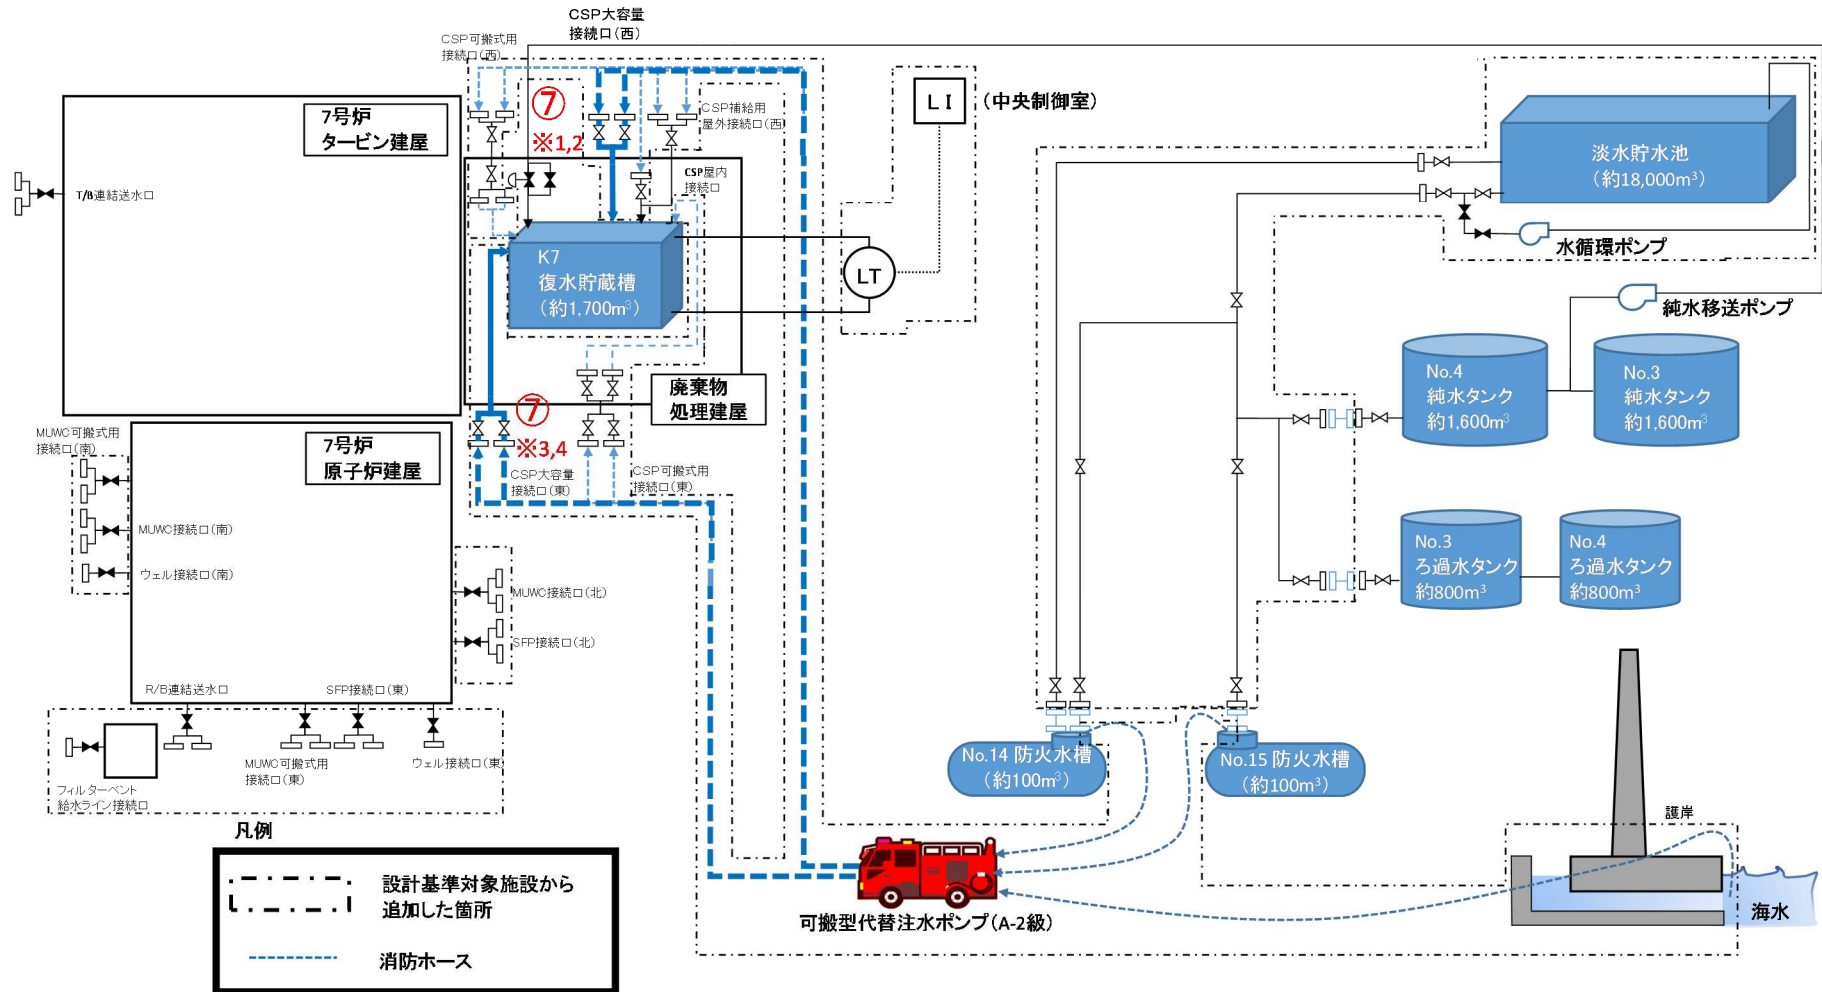 CSP大容量
接続口(西)
CSP可搬式用
接続口(西)
7号炉
タービン建屋
⑦
※1,2
CSP補給用
屋外接続口(西)
LI
(中央制御室)
淡水貯水池
(約18,000m³)
T/B連結送水口
CSP屋内
接続口
水循環ポンプ
K7
復水貯蔵槽
(約1,700m³)
LT
純水移送ポンプ
No.4
純水タンク
約1,600m³
No.3
純水タンク
約1,600m³
廃棄物
処理建屋
⑦
※3,4
MUWC可搬式用
接続口(南)
7号炉
原子炉建屋
CSP大容量
接続口(東)
CSP可搬式用
接続口(東)
MUWC接続口(南)
ウェル接続口(南)
No.3
ろ過水タンク
約800m³
No.4
ろ過水タンク
約800m³
MUWC接続口(北)
SFP接続口(北)
R/B連結送水口
SFP接続口(東)
MUWC可搬式用
接続口(東)
ウェル接続口(東)
フィルターベント
給水ライン接続口
No.14 防火水槽
(約100m³)
No.15 防火水槽
(約100m³)
護岸
海水
可搬型代替注水ポンプ(A-2級)
凡例
設計基準対象施設から
追加した箇所
消防ホース